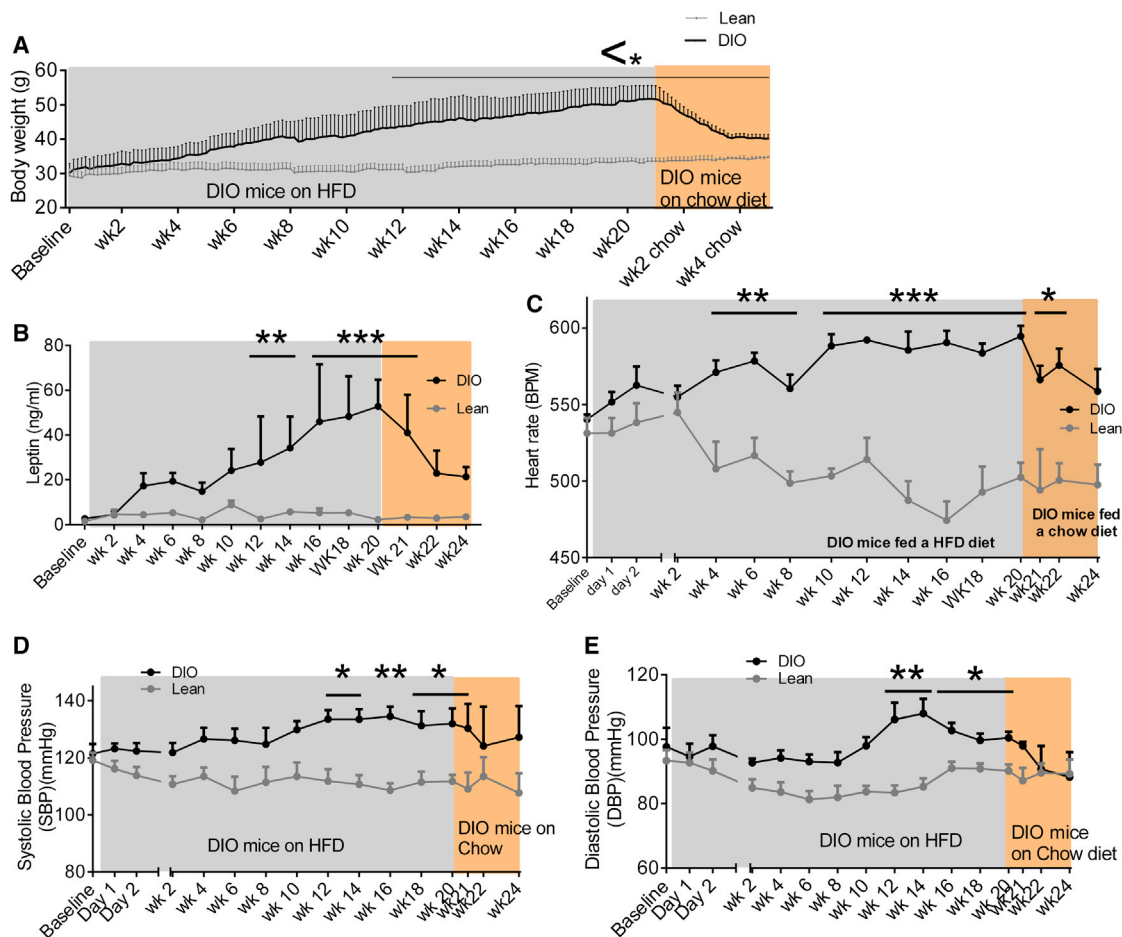 A
Lean
DIO
<*
Body weight (g)
60
50
40
30
20
DIO mice on HFD
DIO mice
on chow diet
Baseline
wk2
wk4
wk6
wk8
wk10
wk12
wk14
wk16
wk18
wk20
wk2 chow
wk4 chow
B
** ***
Leptin (ng/ml)
80
60
40
20
0
DIO
Lean
Baseline
wk 2
wk 4
wk 6
wk 8
wk 10
wk 12
wk 14
wk 16
WK18
wk 20
Wk 21
wk22
wk24
C
** *** *
Heart rate (BPM)
600
550
500
450
DIO
Lean
DIO mice fed a HFD diet
DIO mice fed
a chow diet
Baseline
day 1
day 2
wk 2
wk 4
wk 6
wk 8
wk 10
wk 12
wk 14
wk 16
WK18
wk 20
wk21
wk22
wk24
D
DIO
Lean
* ** *
Systolic Blood Pressure
(SBP)(mmHg)
140
120
100
80
DIO mice on HFD
DIO mice on
Chow
Baseline
Day 1
Day 2
wk 2
wk 4
wk 6
wk 8
wk 10
wk 12
wk 14
wk 16
wk18
wk 20
wk21
wk22
wk24
E
DIO
Lean
** *
Diastolic Blood Pressure
(DBP)(mmHg)
120
100
80
60
DIO mice on HFD
DIO mice
on Chow diet
Baseline
Day 1
Day 2
wk 2
wk 4
wk 6
wk 8
wk 10
wk 12
wk 14
wk 16
wk18
wk 20
wk21
wk22
wk24